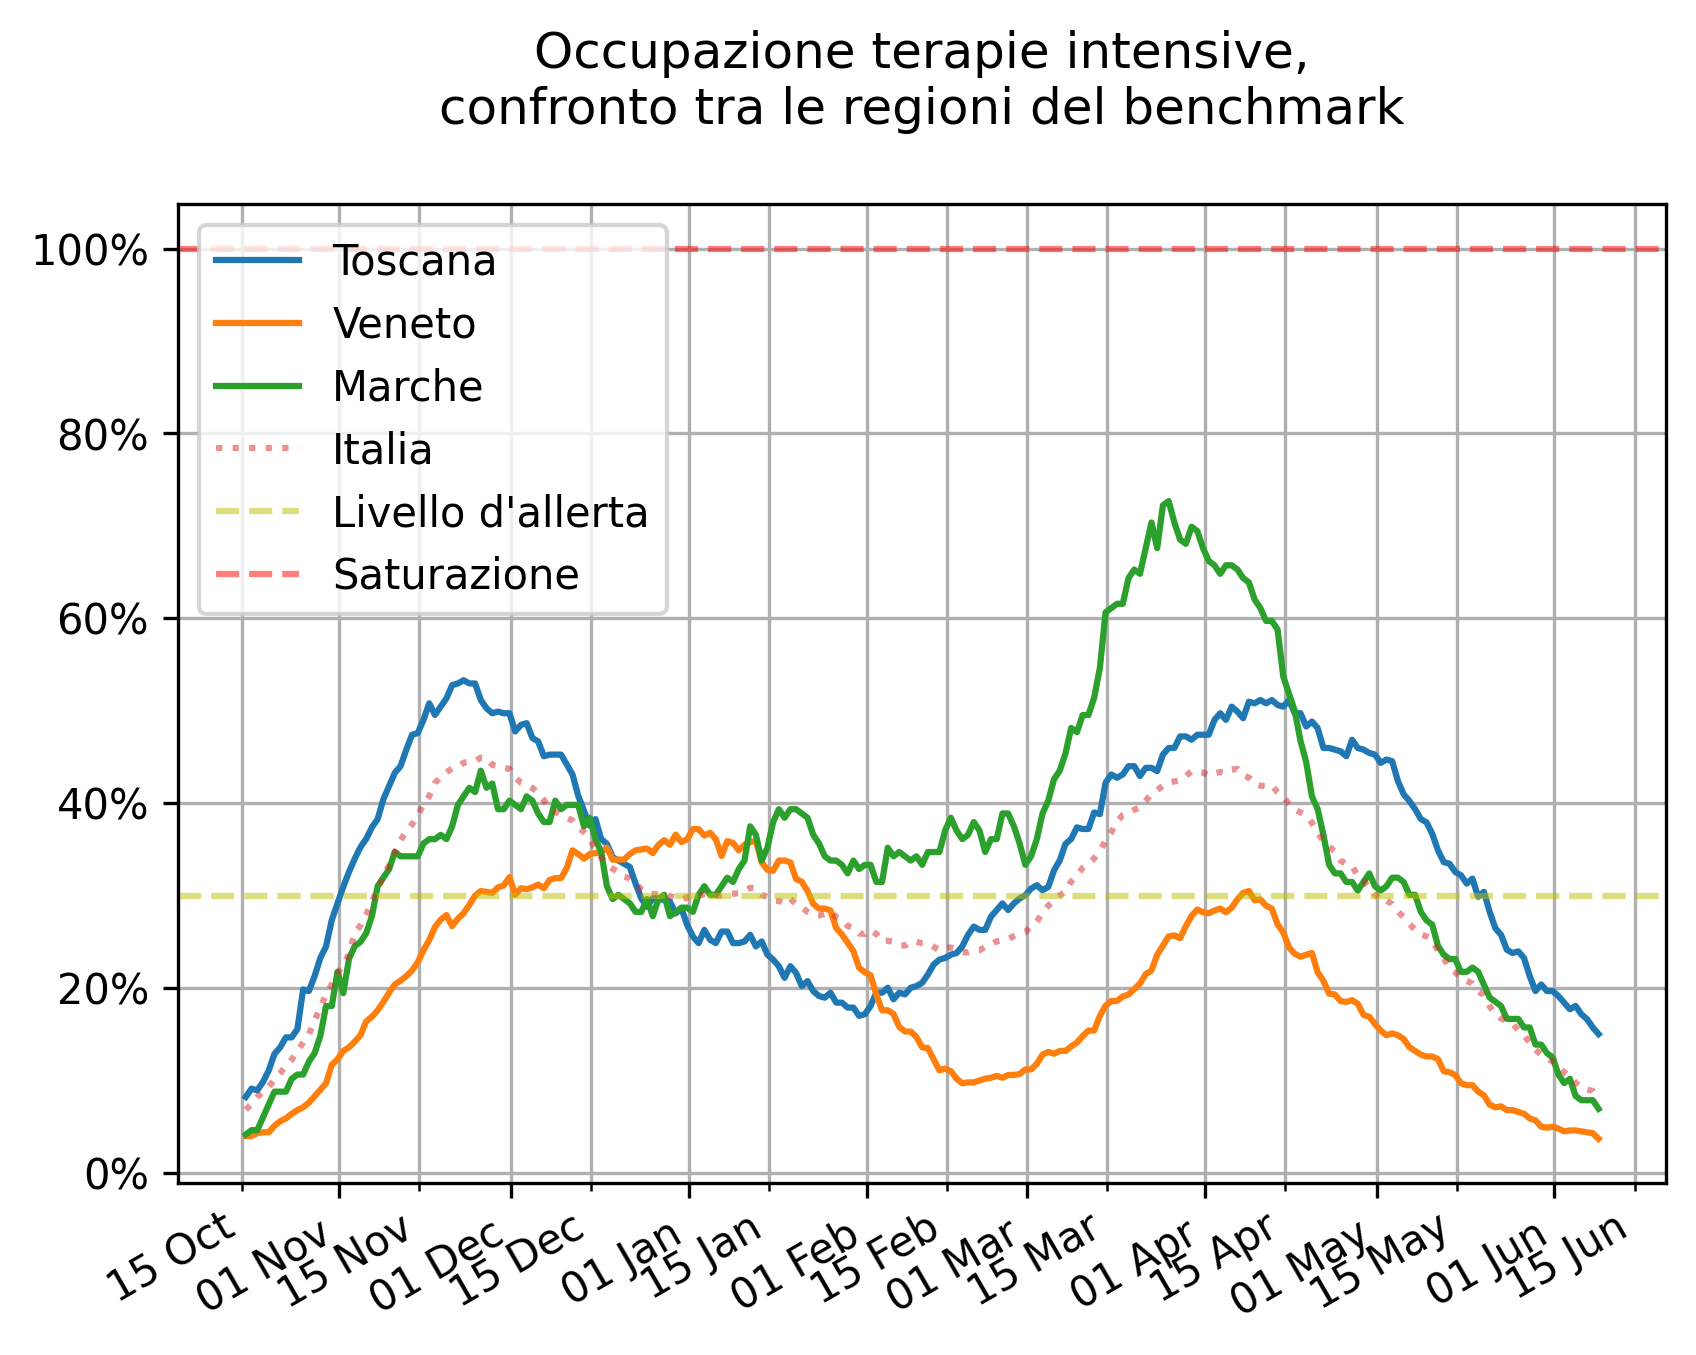 Occupazione terapie intensive,
confronto tra le regioni del benchmark
100%
80%
60%
40%
20%
0%
Toscana
Veneto
Marche
Italia
Livello d'allerta
Saturazione
15 Oct
01 Nov
15 Nov
01 Dec
15 Dec
01 Jan
15 Jan
01 Feb
15 Feb
01 Mar
15 Mar
01 Apr
15 Apr
01 May
15 May
01 Jun
15 Jun